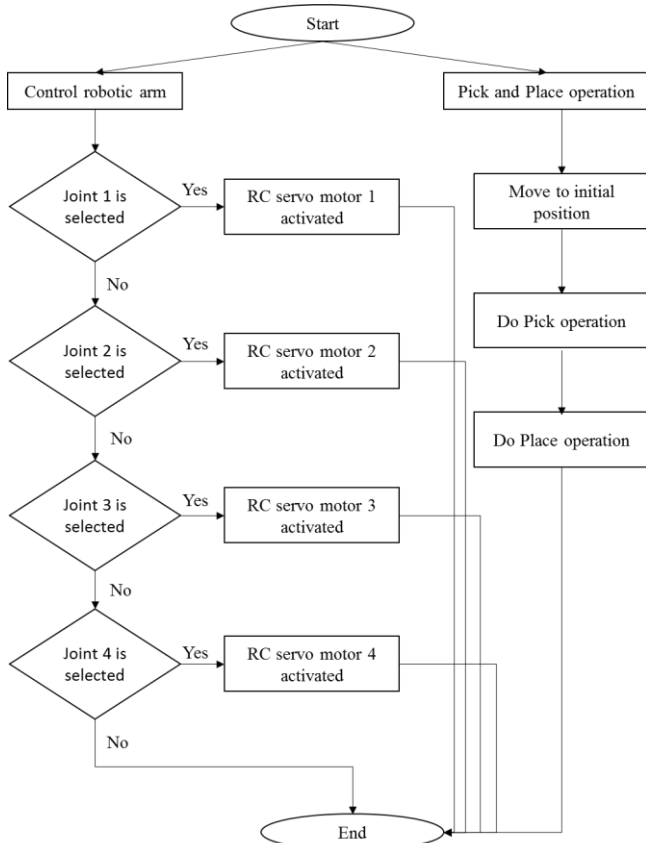 Start
Control robotic arm
Pick and Place operation
Joint 1 is
selected
Yes
RC servo motor 1
activated
Move to initial
position
No
Joint 2 is
selected
Yes
RC servo motor 2
activated
Do Pick operation
No
Do Place operation
Joint 3 is
selected
Yes
RC servo motor 3
activated
No
Joint 4 is
selected
Yes
RC servo motor 4
activated
No
End